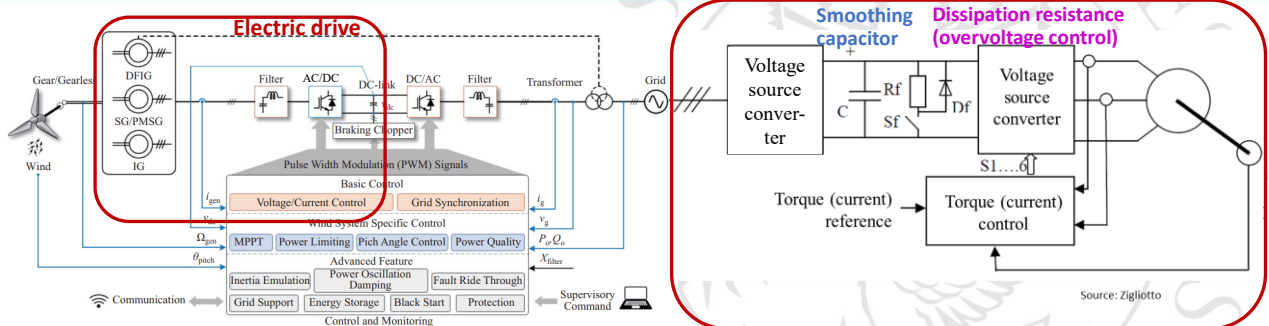 Electric drive
Gear/Gearless
DFIG
SG/PMSG
IG
Wind
Filter
AC/DC
DC-link
v_dc
Braking Chopper
DC/AC
Filter
Transformer
Grid
Pulse Width Modulation (PWM) Signals
Basic Control
Voltage/Current Control
Grid Synchronization
Wind System Specific Control
MPPT
Power Limiting
Pich Angle Control
Power Quality
Advanced Feature
Inertia Emulation
Power Oscillation
Damping
Fault Ride Through
Grid Support
Energy Storage
Black Start
Protection
Control and Monitoring
i_gen
v_dc
Ω_gen
θ_pitch
i_g
v_g
P_o,Q_o
X_filter
Communication
Supervisory
Command
Smoothing
capacitor
Dissipation resistance
(overvoltage control)
Voltage
source
conver-
ter
+
C
Rf
Sf
Df
Voltage
source
converter
S1....6
Torque (current)
reference
Torque (current)
control
Source: Zigliotto